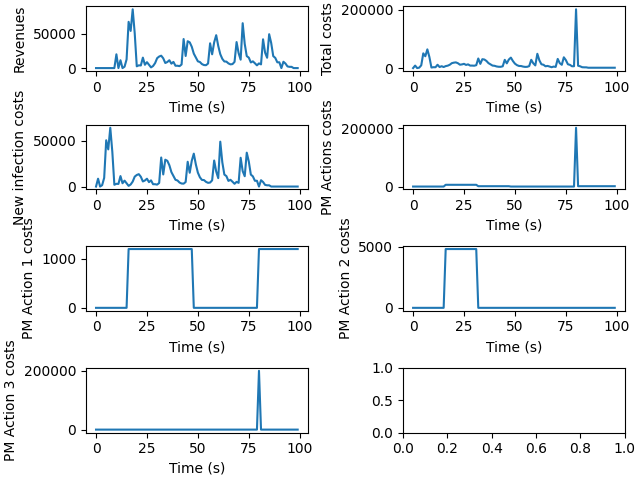 Revenues
50000
0
0 25 50 75 100
Time (s)
Total costs
200000
0
0 25 50 75 100
Time (s)
New infection costs
50000
0
0 25 50 75 100
Time (s)
PM Actions costs
200000
0
0 25 50 75 100
Time (s)
PM Action 1 costs
1000
0
0 25 50 75 100
Time (s)
PM Action 2 costs
5000
0
0 25 50 75 100
Time (s)
PM Action 3 costs
200000
0
0 25 50 75 100
Time (s)
1.0
0.5
0.0
0.0 0.2 0.4 0.6 0.8 1.0